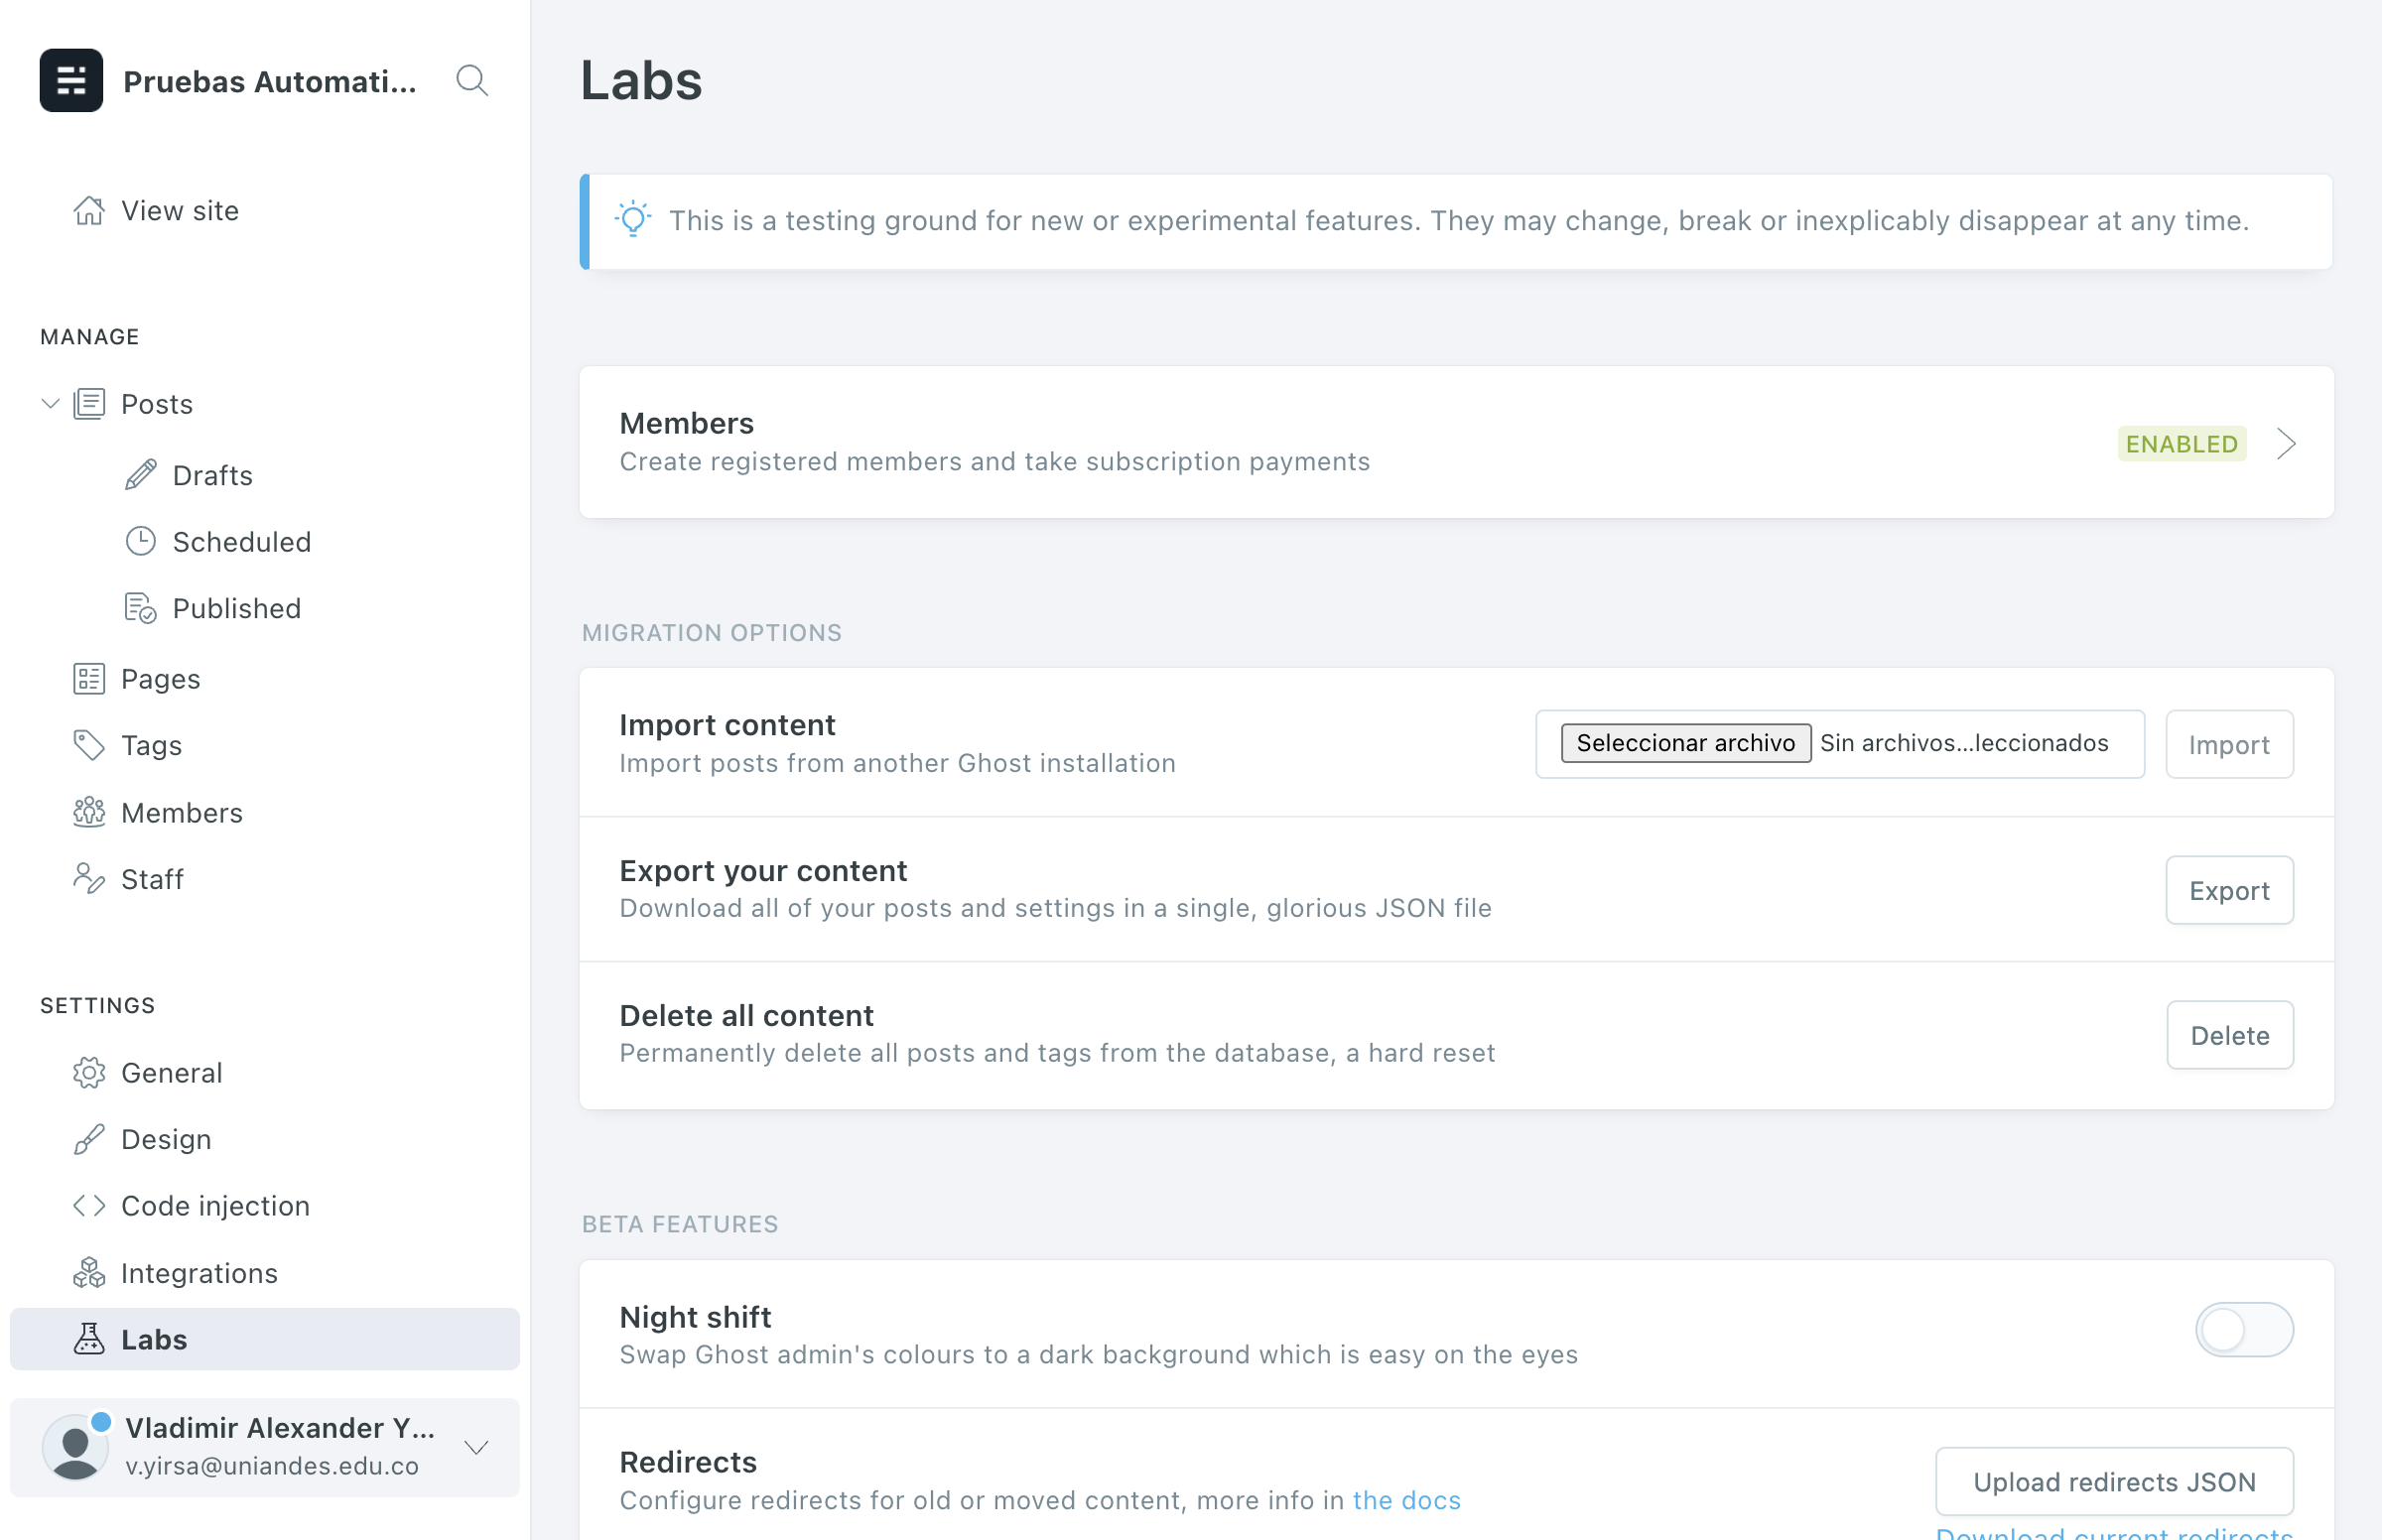 Pruebas Automati...
View site
MANAGE
Posts
Drafts
Scheduled
Published
Pages
Tags
Members
Staff
SETTINGS
General
Design
Code injection
Integrations
Labs
Vladimir Alexander Y...
v.yirsa@uniandes.edu.co
Labs
This is a testing ground for new or experimental features. They may change, break or inexplicably disappear at any time.
Members
Create registered members and take subscription payments
ENABLED
MIGRATION OPTIONS
Import content
Import posts from another Ghost installation
Seleccionar archivo Sin archivos...leccionados
Import
Export your content
Download all of your posts and settings in a single, glorious JSON file
Export
Delete all content
Permanently delete all posts and tags from the database, a hard reset
Delete
BETA FEATURES
Night shift
Swap Ghost admin's colours to a dark background which is easy on the eyes
Redirects
Configure redirects for old or moved content, more info in the docs
Upload redirects JSON
Download current redirects